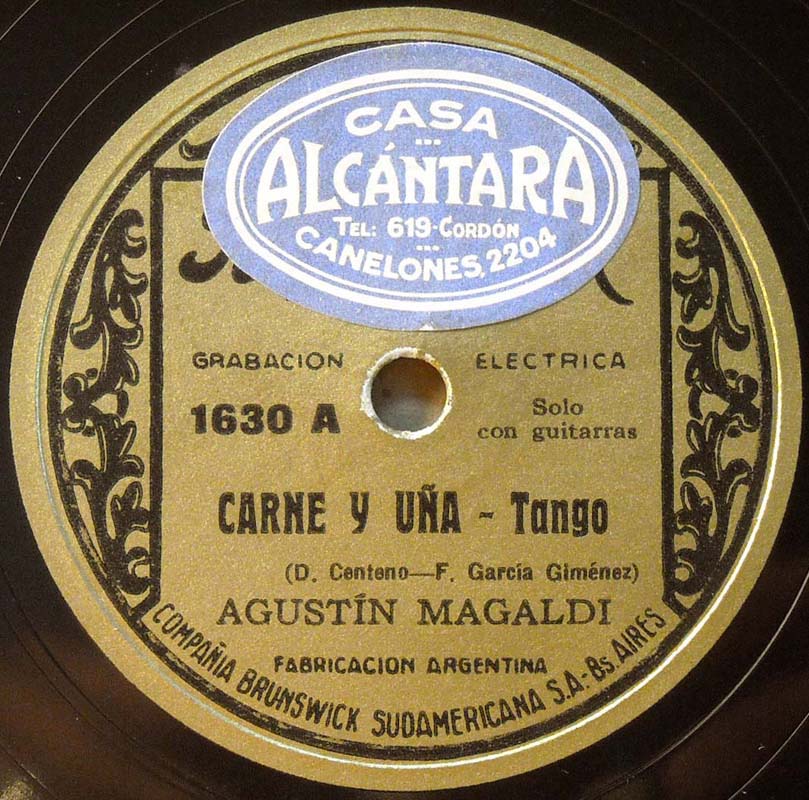 CASA
ALCÁNTARA
TEL: 619-CORDÓN
CANELONES, 2204
GRABACION ELECTRICA
1630 A
Solo
con guitarras
CARNE Y UÑA - Tango
(D. Centeno—F. García Giménez)
AGUSTÍN MAGALDI
FABRICACION ARGENTINA
COMPAÑIA BRUNSWICK SUDAMERICANA S.A.-Bs. AIRES